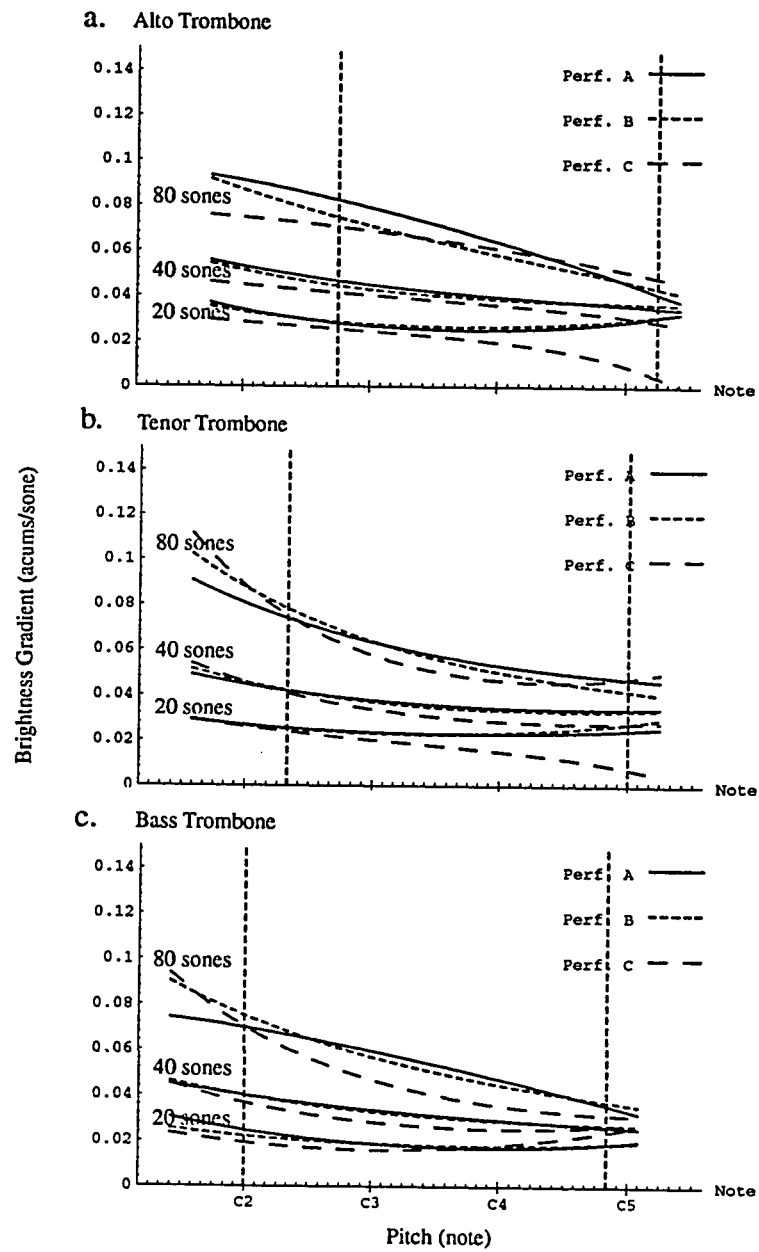 a. Alto Trombone
0.14
0.12
0.1
0.08
0.06
0.04
0.02
0
80 sones
40 sones
20 sones
Perf. A
Perf. B
Perf. C
Note
b. Tenor Trombone
0.14
0.12
0.1
0.08
0.06
0.04
0.02
0
80 sones
40 sones
20 sones
Perf. A
Perf. B
Perf. C
Note
Brightness Gradient (acums/sone)
c. Bass Trombone
0.14
0.12
0.1
0.08
0.06
0.04
0.02
0
80 sones
40 sones
20 sones
Perf A
Perf B
Perf C
Note
C2 C3 C4 C5
Pitch (note)